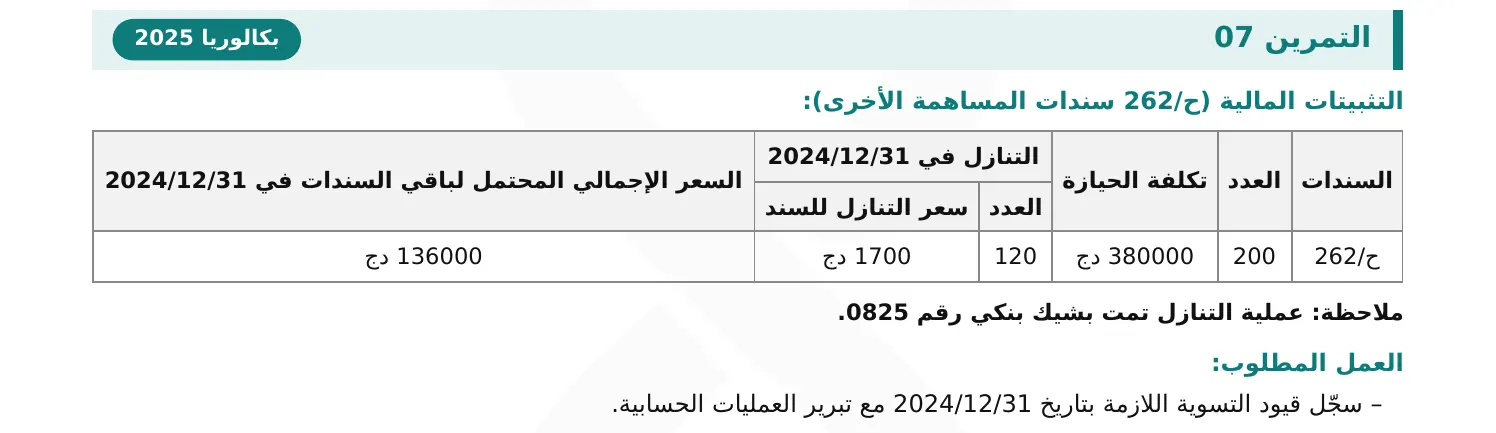 التمرين 07
بكالوريا 2025
التثبيتات المالية (ح/262 سندات المساهمة الأخرى):
السندات العدد تكلفة الحيازة التنازل في 2024/12/31 السعر الإجمالي المحتمل لباقي السندات في 2024/12/31
العدد سعر التنازل للسند
ح/262 200 380000 دج 120 1700 دج 136000 دج
ملاحظة: عملية التنازل تمت بشيك بنكي رقم 0825.
العمل المطلوب:
– سجّل قيود التسوية اللازمة بتاريخ 2024/12/31 مع تبرير العمليات الحسابية.